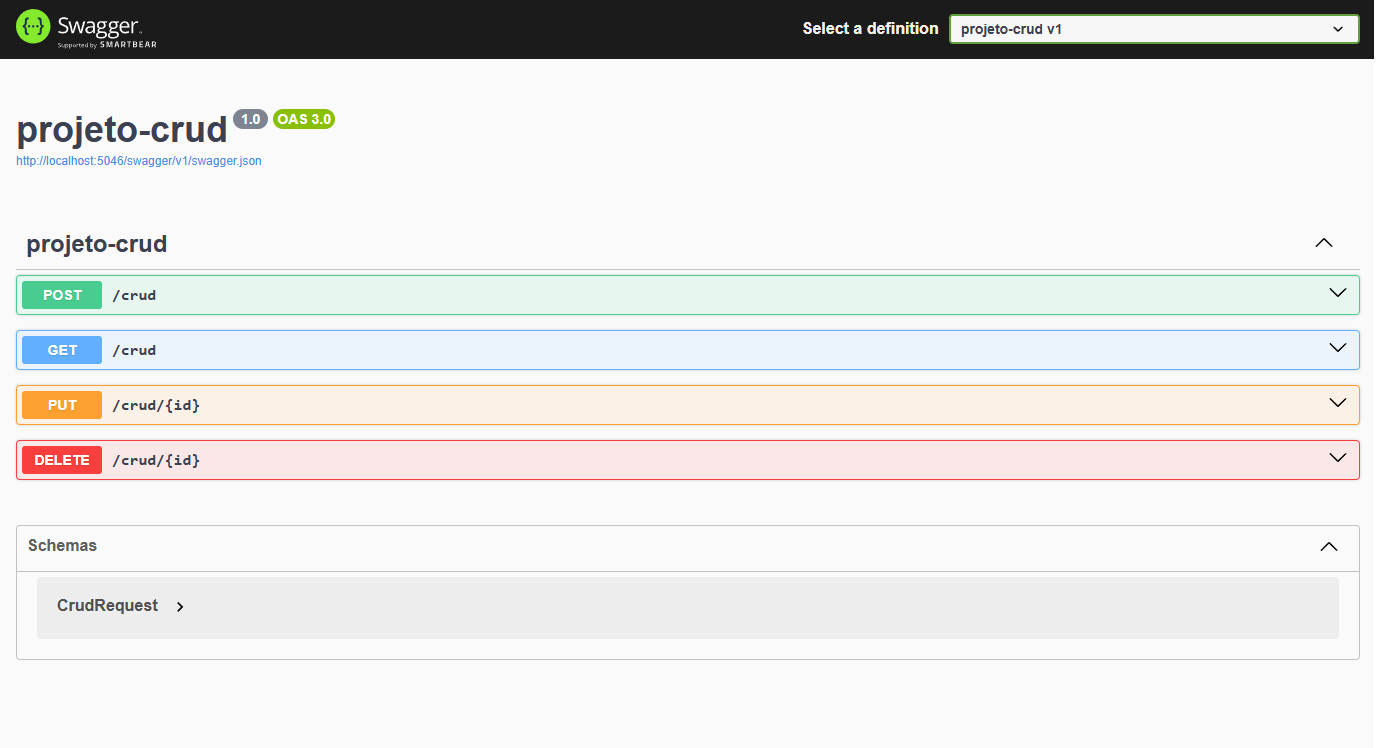 {···} Swagger.
Supported by SMARTBEAR
Select a definition
projeto-crud v1
projeto-crud 1.0 OAS 3.0
http://localhost:5046/swagger/v1/swagger.json
projeto-crud
POST /crud
GET /crud
PUT /crud/{id}
DELETE /crud/{id}
Schemas
CrudRequest